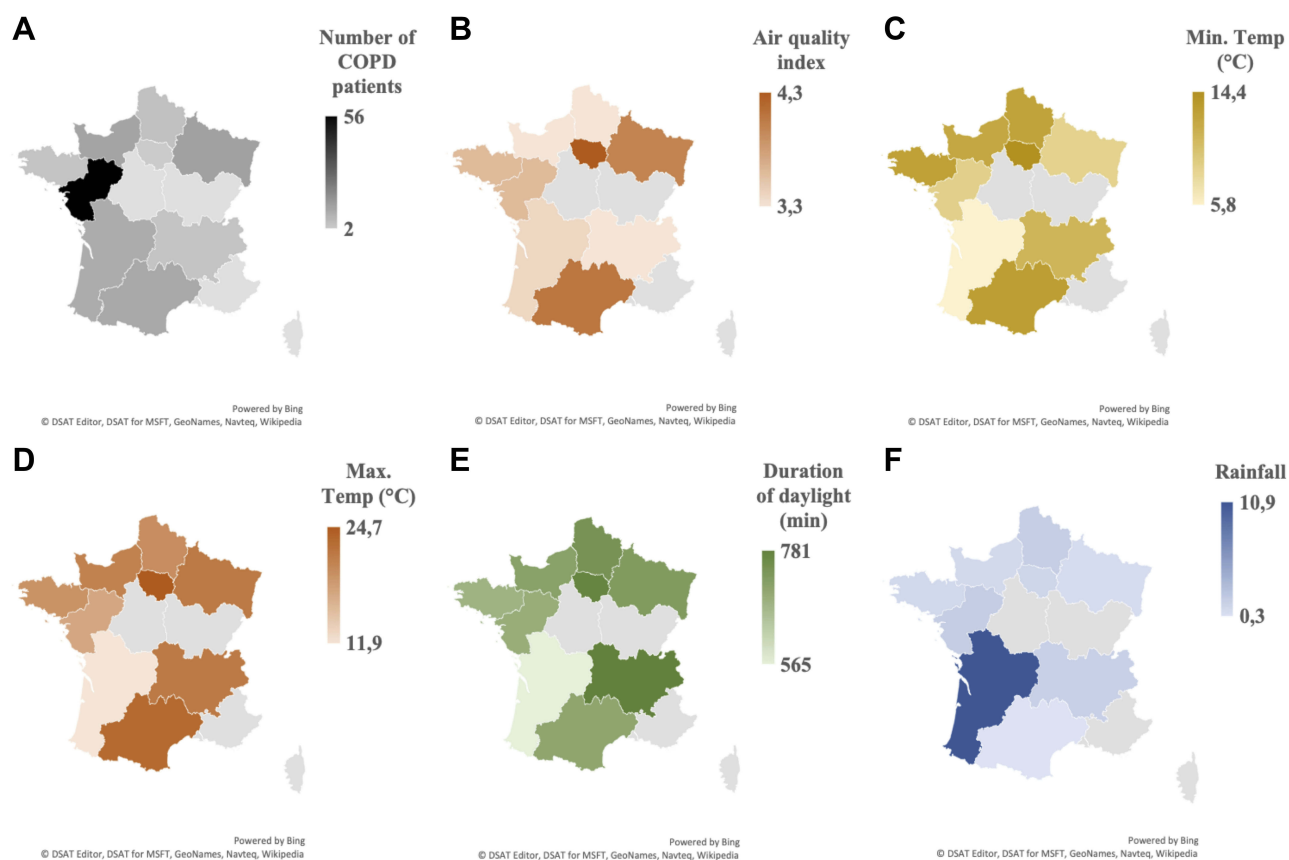 A
Number of
COPD
patients
56
2
Powered by Bing
© DSAT Editor, DSAT for MSFT, GeoNames, Navteq, Wikipedia
B
Air quality
index
4,3
3,3
Powered by Bing
© DSAT Editor, DSAT for MSFT, GeoNames, Navteq, Wikipedia
C
Min. Temp
(°C)
14,4
5,8
Powered by Bing
© DSAT Editor, DSAT for MSFT, GeoNames, Navteq, Wikipedia
D
Max.
Temp (°C)
24,7
11,9
Powered by Bing
© DSAT Editor, DSAT for MSFT, GeoNames, Navteq, Wikipedia
E
Duration
of daylight
(min)
781
565
Powered by Bing
© DSAT Editor, DSAT for MSFT, GeoNames, Navteq, Wikipedia
F
Rainfall
10,9
0,3
Powered by Bing
© DSAT Editor, DSAT for MSFT, GeoNames, Navteq, Wikipedia